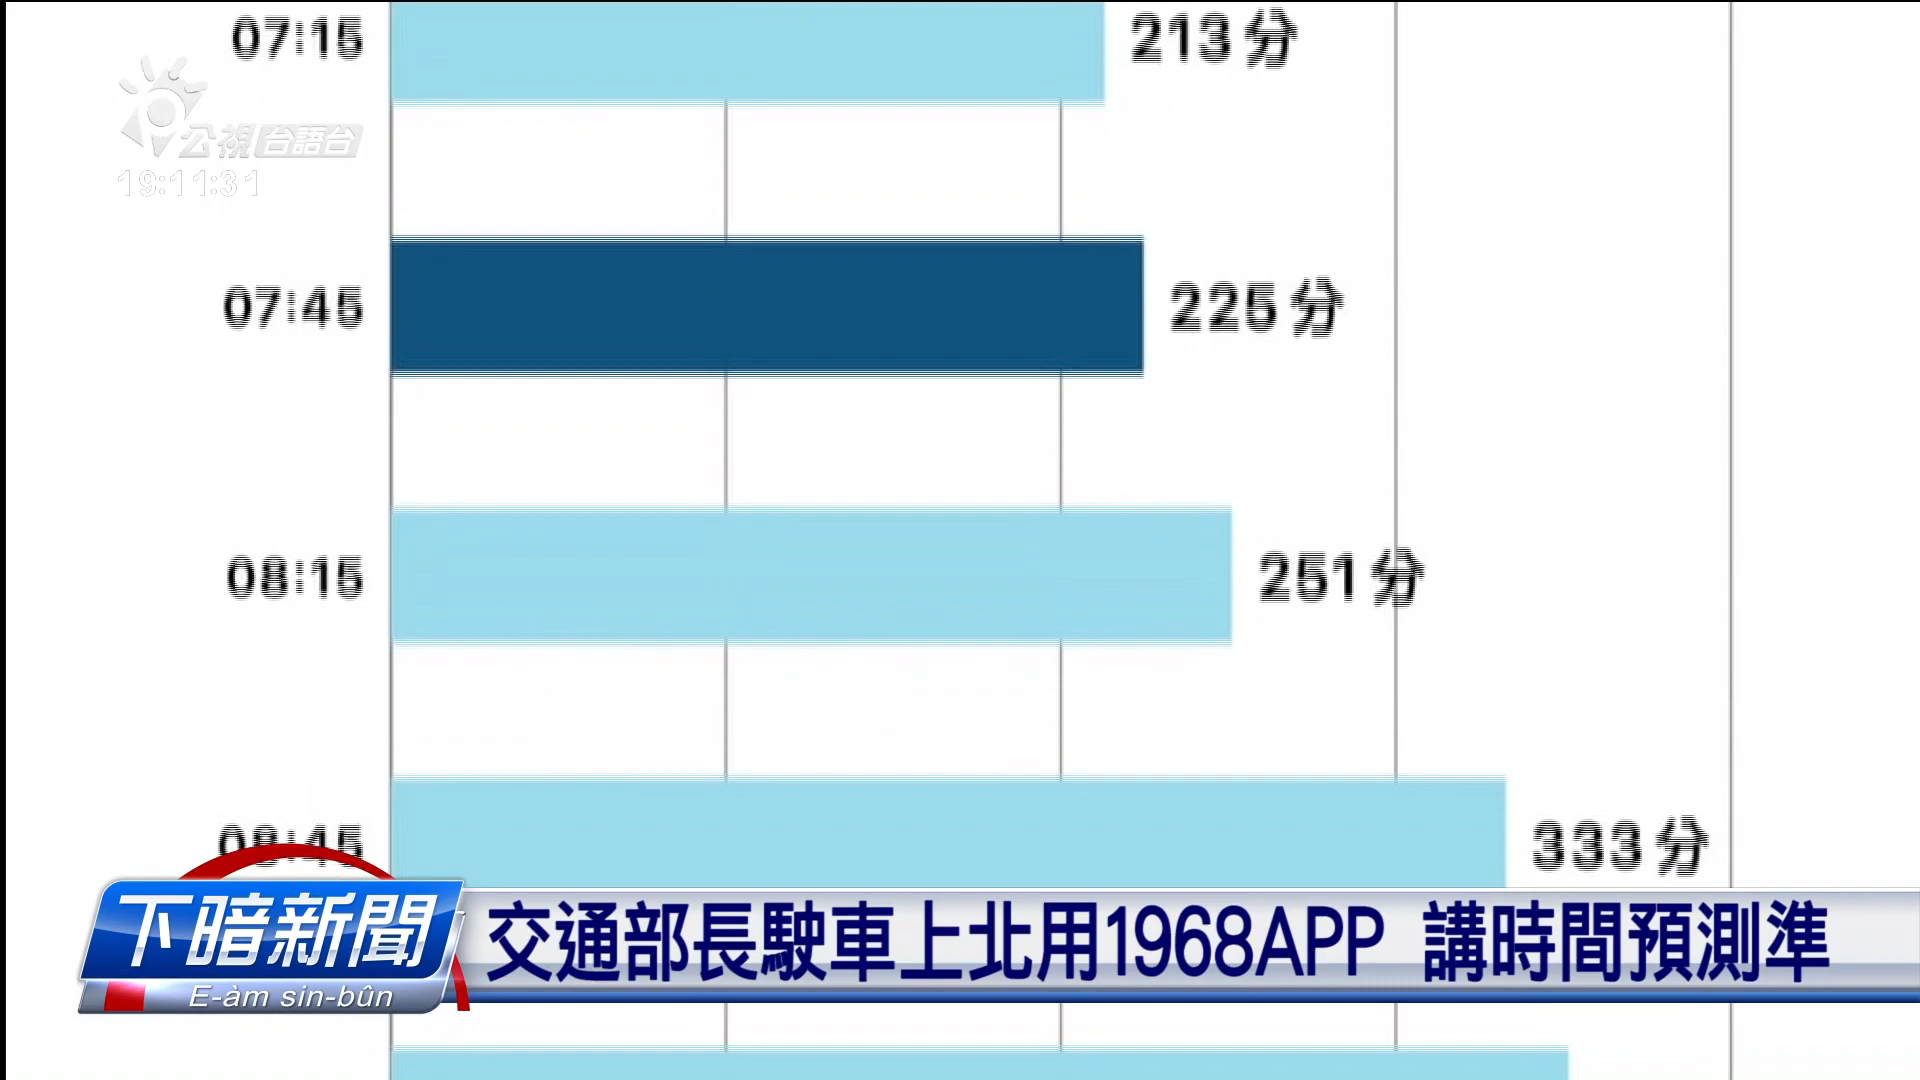 07:15 213分
公視台語台
19:11:31
07:45 225分
08:15 251分
08:45 333分
下暗新聞
E-àm sin-bûn
交通部長駛車上北用1968APP 講時間預測準